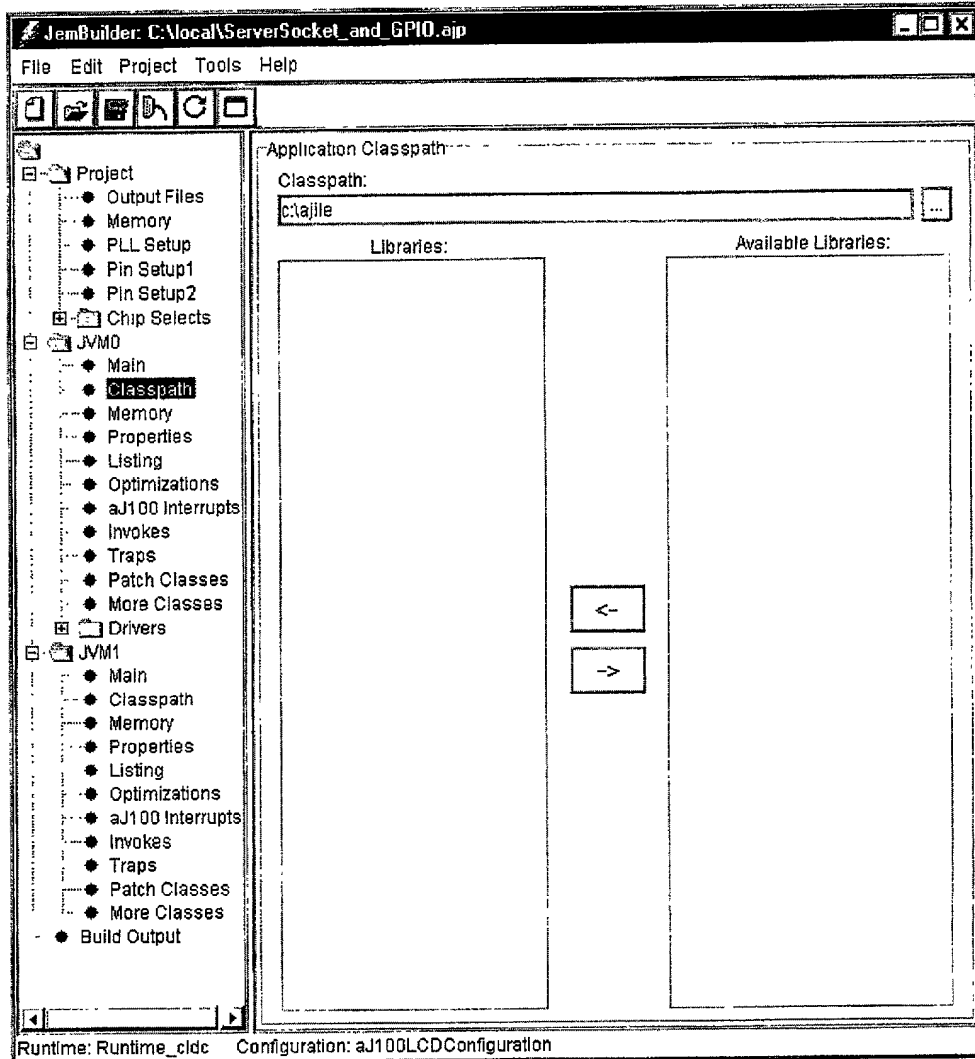 JemBuilder: C:\local\ServerSocket_and_GPIO.ajp
File Edit Project Tools Help
Project
Output Files
Memory
PLL Setup
Pin Setup1
Pin Setup2
Chip Selects
JVM0
Main
Classpath
Memory
Properties
Listing
Optimizations
aJ100 Interrupts
Invokes
Traps
Patch Classes
More Classes
Drivers
JVM1
Main
Classpath
Memory
Properties
Listing
Optimizations
aJ100 Interrupts
Invokes
Traps
Patch Classes
More Classes
Build Output
Application Classpath
Classpath:
c:\ajile
...
Libraries:
Available Libraries:
<-
->
Runtime: Runtime_cldc Configuration: aJ100LCDConfiguration